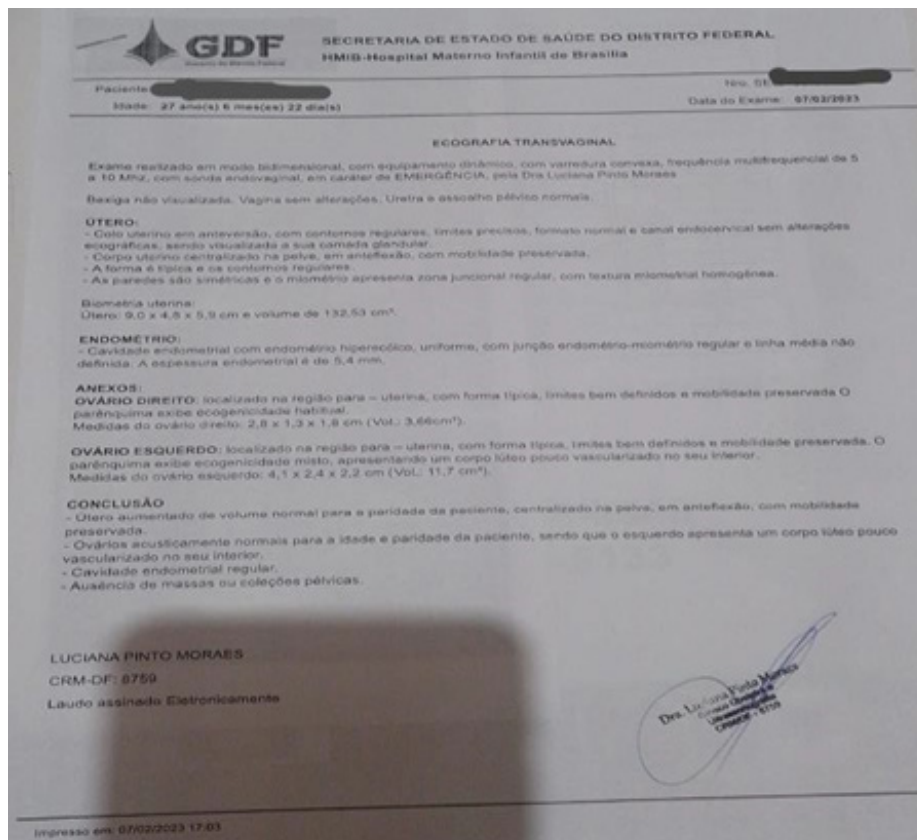 GDF
SECRETARIA DE ESTADO DE SAÚDE DO DISTRITO FEDERAL
HMIB-Hospital Materno Infantil de Brasília
Paciente
Nro.
Idade: 27 ano(s) 6 mes(es) 22 dia(s)
Data do Exame: 07/02/2023
ECOGRAFIA TRANSVAGINAL
Exame realizado em modo bidimensional, com equipamento dinâmico, com varredura convexa, frequência multifrequencial de 5
a 10 Mhz, com sonda endovaginal, em caráter de EMERGÊNCIA, pela Dra Luciana Pinto Moraes
Bexiga não visualizada. Vagina sem alterações. Uretra e assoalho pélvico normais.
ÚTERO:
- Colo uterino em anteversão, com contornos regulares, limites precisos, formato normal e canal endocervical sem alterações
ecográficas, sendo visualizada a sua camada glandular.
- Corpo uterino centralizado na pelve, em anteflexão, com mobilidade preservada.
- A forma é típica e os contornos regulares.
- As paredes são simétricas e o miométrio apresenta zona juncional regular, com textura miometrial homogênea.
Biometria uterina:
Útero: 9,0 x 4,8 x 5,9 cm e volume de 132,53 cm³.
ENDOMÉTRIO:
- Cavidade endometrial com endométrio hiperecóico, uniforme, com junção endométrio-miométrio regular e linha média não
definida. A espessura endometrial é de 5,4 mm.
ANEXOS:
OVÁRIO DIREITO: localizado na região para – uterina, com forma típica, limites bem definidos e mobilidade preservada O
parênquima exibe ecogenicidade habitual.
Medidas do ovário direito: 2,8 x 1,3 x 1,8 cm (Vol.: 3,66cm³).
OVÁRIO ESQUERDO: localizado na região para – uterina, com forma típica, limites bem definidos e mobilidade preservada. O
parênquima exibe ecogenicidade misto, apresentando um corpo lúteo pouco vascularizado no seu interior.
Medidas do ovário esquerdo: 4,1 x 2,4 x 2,2 cm (Vol.: 11,7 cm³).
CONCLUSÃO
- Útero aumentado de volume normal para a paridade da paciente, centralizado na pelve, em anteflexão, com mobilidade
preservada.
- Ovários acusticamente normais para a idade e paridade da paciente, sendo que o esquerdo apresenta um corpo lúteo pouco
vascularizado no seu interior.
- Cavidade endometrial regular.
- Ausência de massas ou coleções pélvicas.
LUCIANA PINTO MORAES
CRM-DF: 8759
Laudo assinado Eletronicamente
Dra. Luciana Pinto Moraes
Impresso em: 07/02/2023 17:03